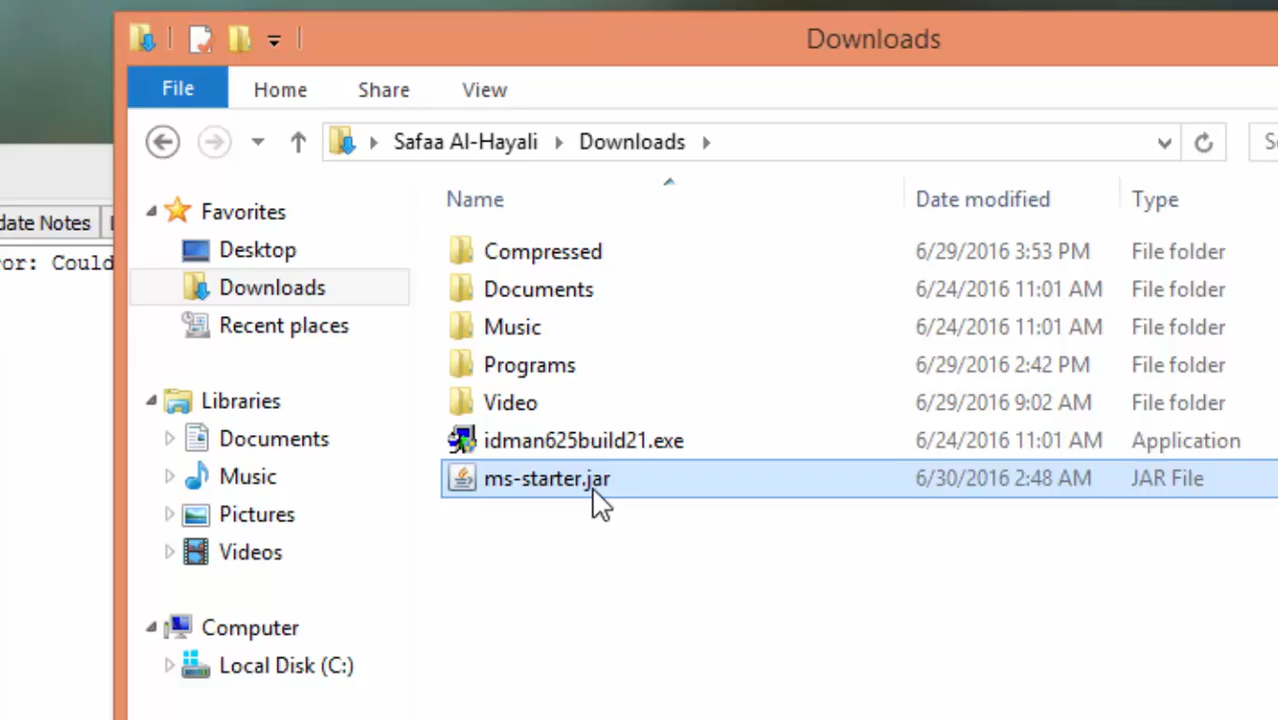 Downloads
File Home Share View
Safaa Al-Hayali Downloads
date Notes
or: Could
Favorites
Desktop
Downloads
Recent places
Libraries
Documents
Music
Pictures
Videos
Computer
Local Disk (C:)
Name Date modified Type
Compressed 6/29/2016 3:53 PM File folder
Documents 6/24/2016 11:01 AM File folder
Music 6/24/2016 11:01 AM File folder
Programs 6/29/2016 2:42 PM File folder
Video 6/29/2016 9:02 AM File folder
idman625build21.exe 6/24/2016 11:01 AM Application
ms-starter.jar 6/30/2016 2:48 AM JAR File